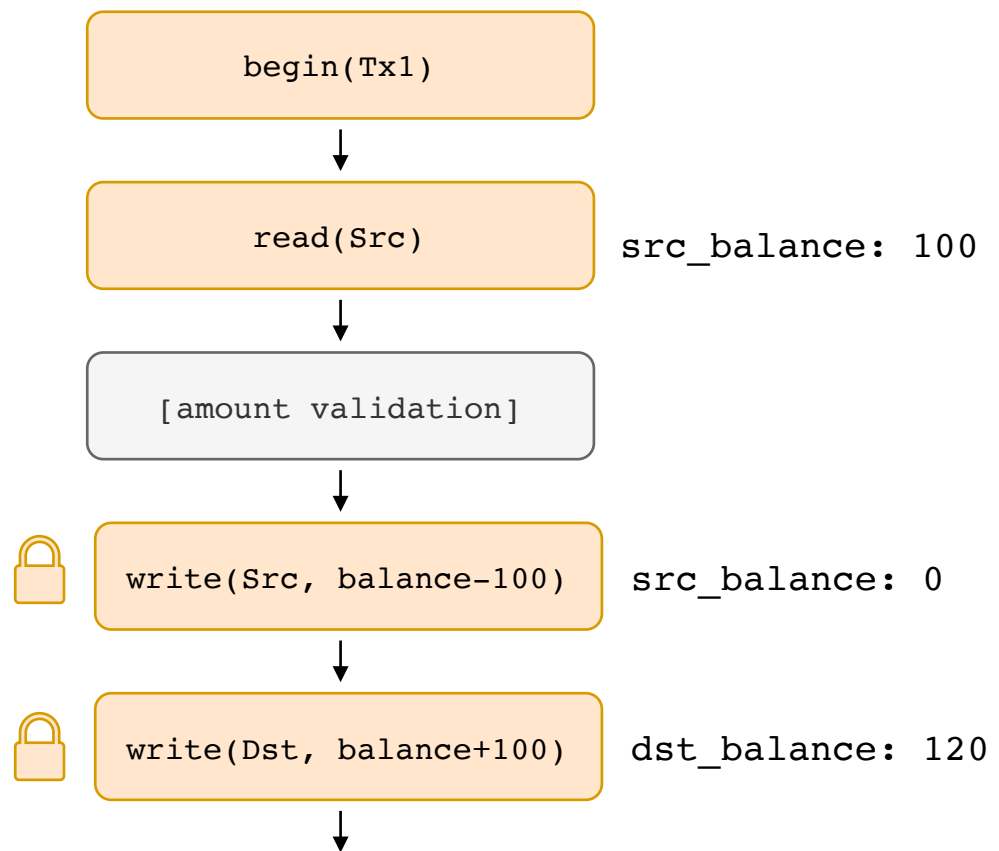 begin(Tx1)
read(Src)
src_balance: 100
[amount validation]
write(Src, balance-100)
src_balance: 0
write(Dst, balance+100)
dst_balance: 120